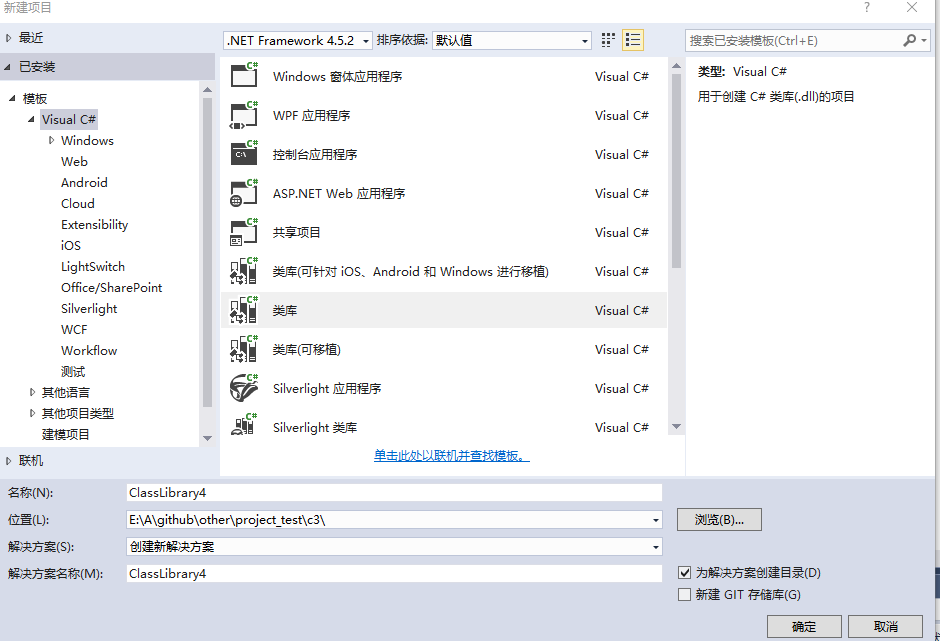 新建项目
?
最近
.NET Framework 4.5.2 排序依据: 默认值
搜索已安装模板(Ctrl+E)
已安装
模板
Visual C#
Windows
Web
Android
Cloud
Extensibility
iOS
LightSwitch
Office/SharePoint
Silverlight
WCF
Workflow
测试
其他语言
其他项目类型
建模项目
联机
Windows 窗体应用程序 Visual C#
WPF 应用程序 Visual C#
控制台应用程序 Visual C#
ASP.NET Web 应用程序 Visual C#
共享项目 Visual C#
类库(可针对 iOS、Android 和 Windows 进行移植) Visual C#
类库 Visual C#
类库(可移植) Visual C#
Silverlight 应用程序 Visual C#
Silverlight 类库 Visual C#
单击此处以联机并查找模板。
类型: Visual C#
用于创建 C# 类库(.dll)的项目
名称(N): ClassLibrary4
位置(L): E:\A\github\other\project_test\c3\ 浏览(B)...
解决方案(S): 创建新解决方案
解决方案名称(M): ClassLibrary4
为解决方案创建目录(D)
新建 GIT 存储库(G)
确定 取消